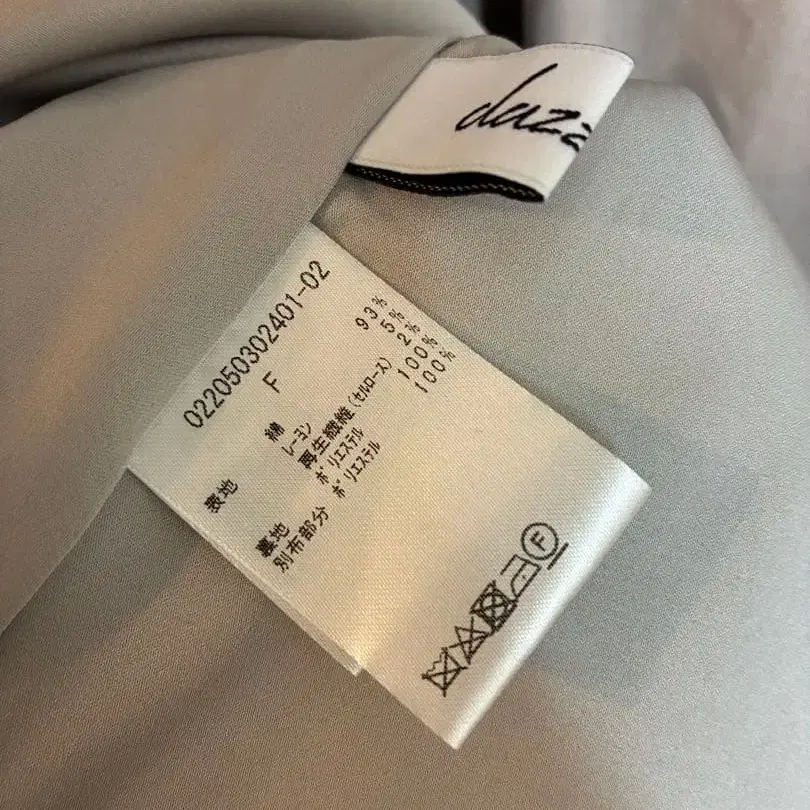 dazz
022050302401-02
F
表地 綿 93%
レーヨン 5%
再生繊維(セルロース) 2%
裏地 ポリエステル 100%
別布部分 ポリエステル 100%
F